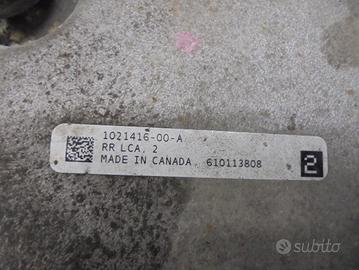 1021416-00-A
RR LCA, 2
MADE IN CANADA, 610113808
2
subito